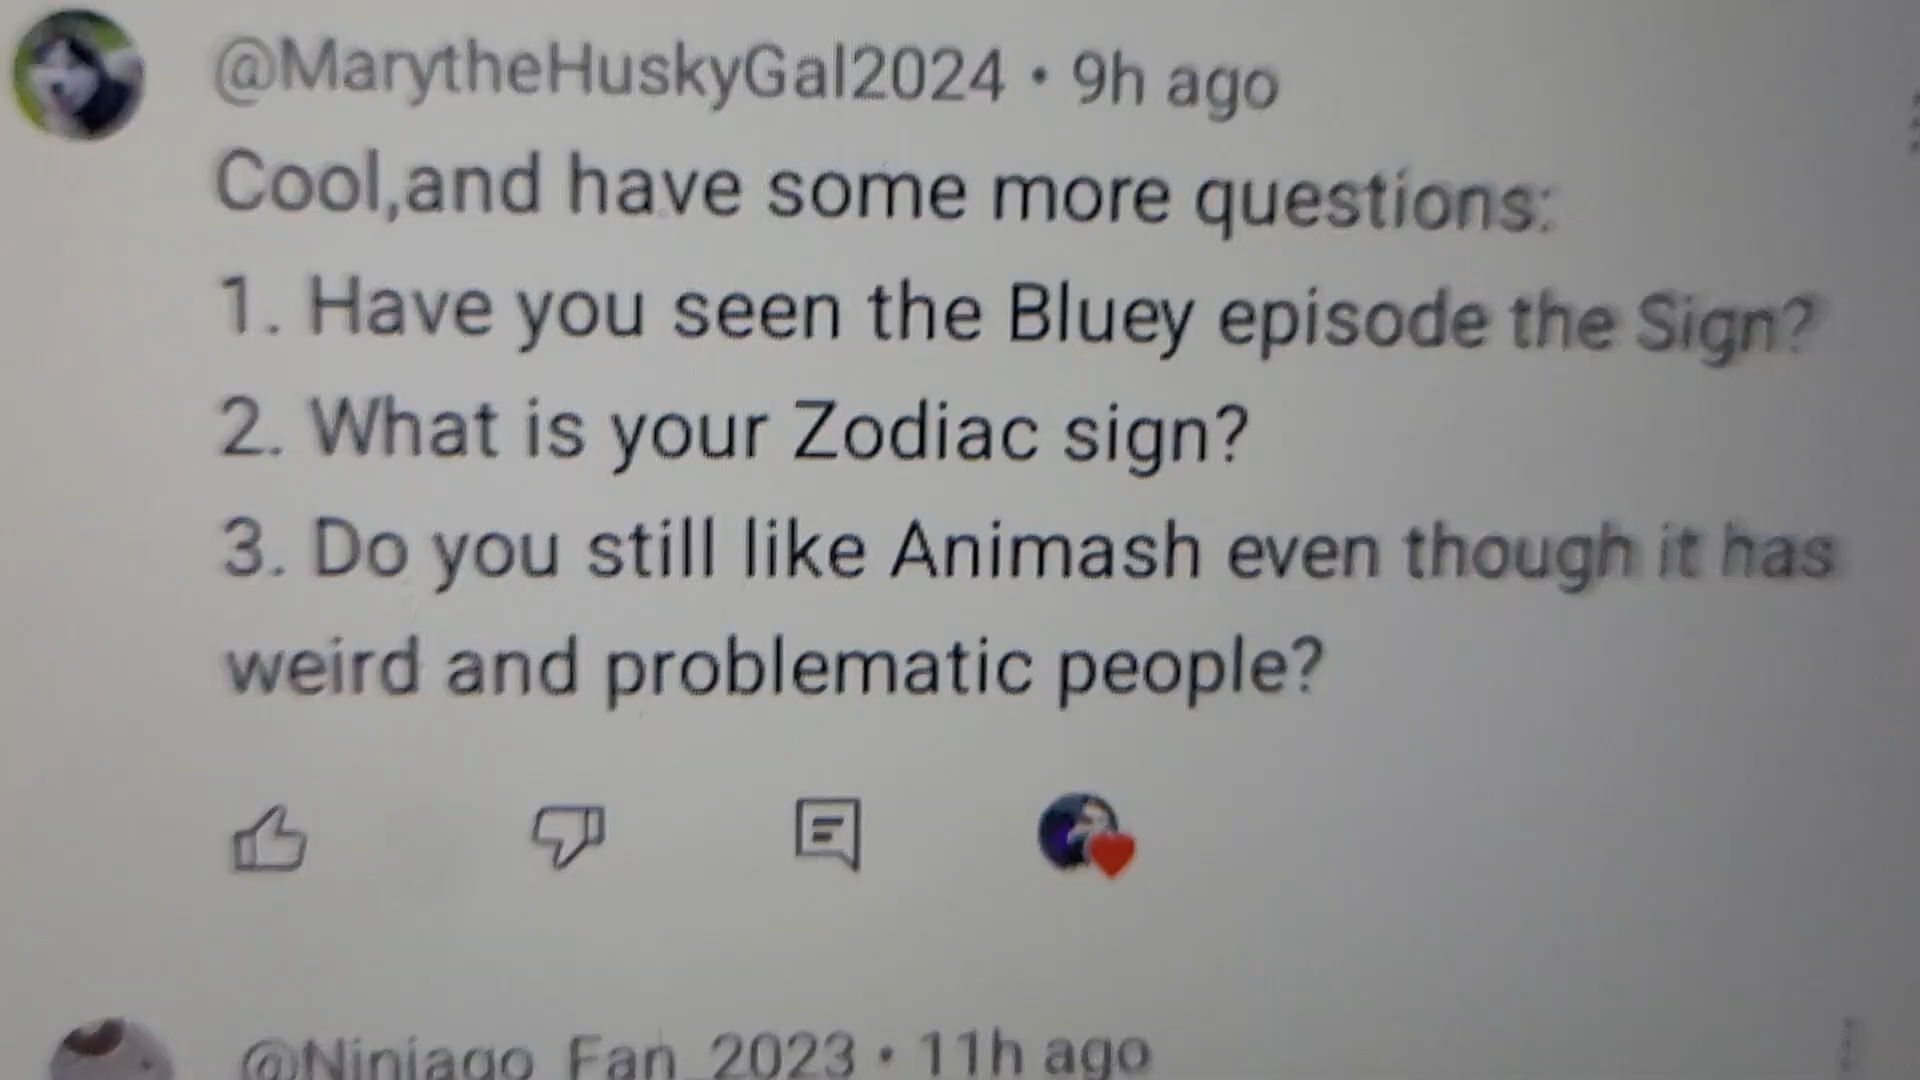 @MarytheHuskyGal2024 • 9h ago
Cool,and have some more questions:
1. Have you seen the Bluey episode the Sign?
2. What is your Zodiac sign?
3. Do you still like Animash even though it has
weird and problematic people?
@Ninjago_Fan_2023 • 11h ago